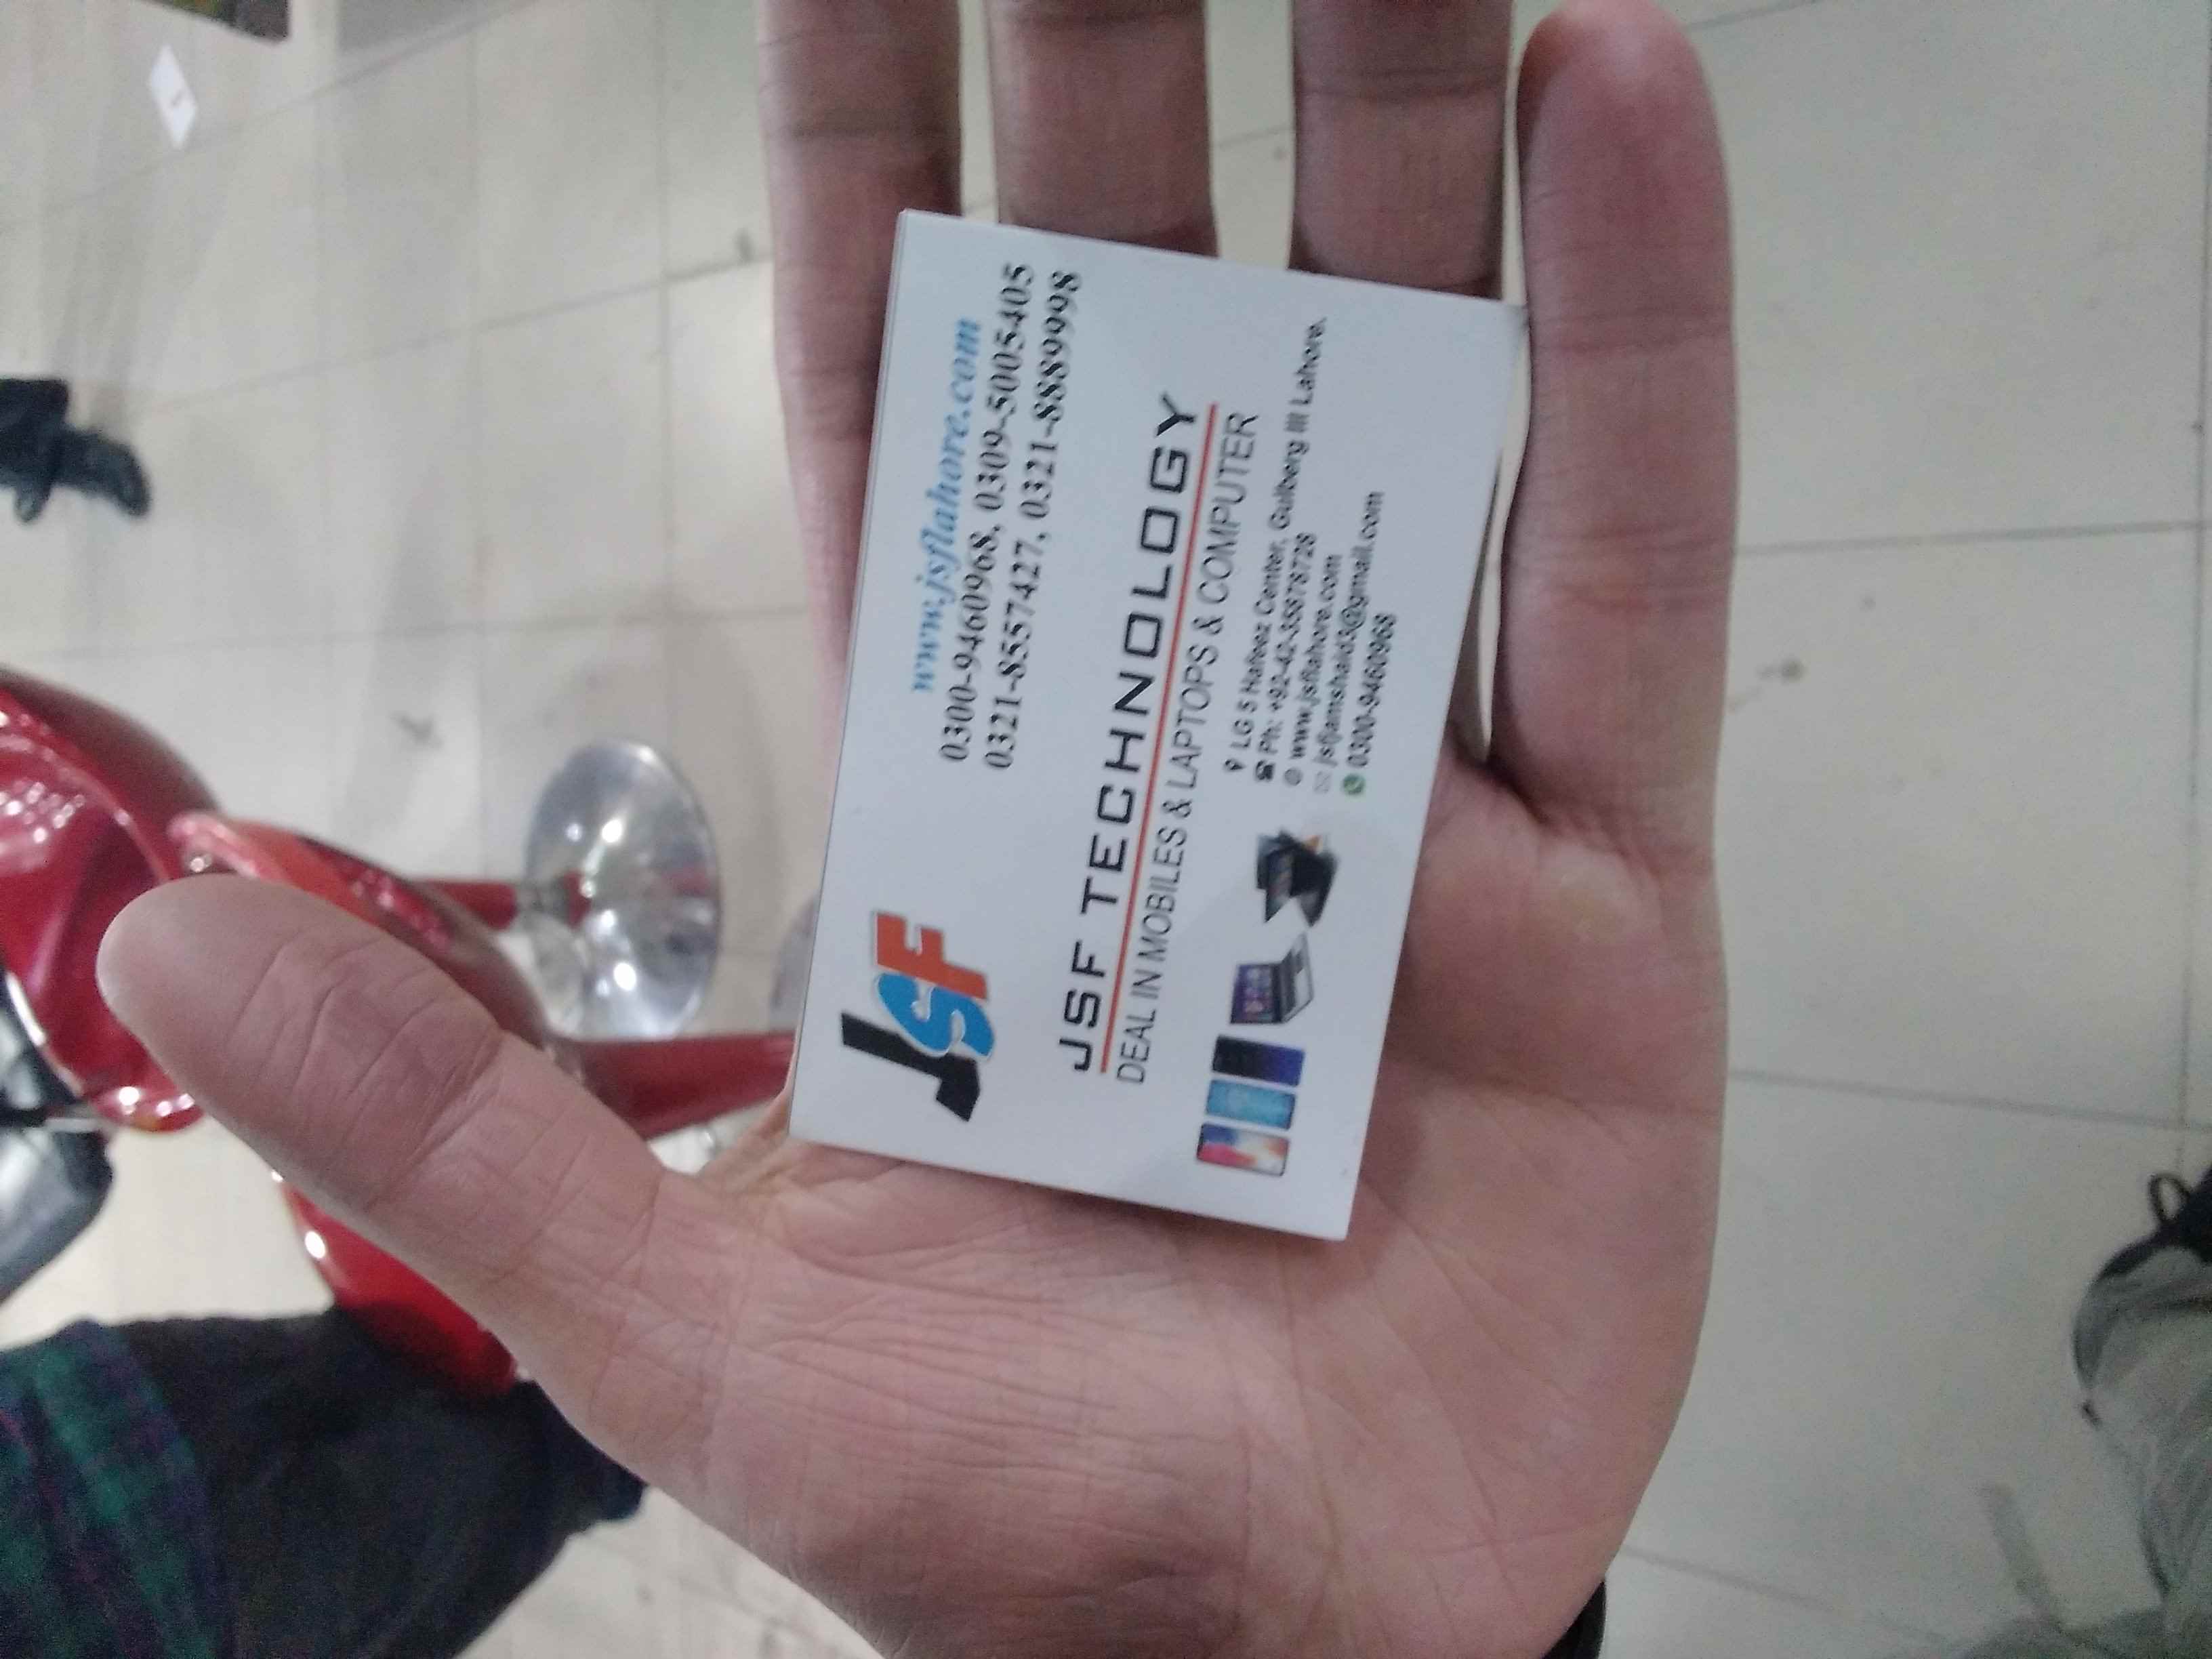 JSF
www.jsflahore.com
0300-9460968, 0309-5005405
0321-8557427, 0321-8889998
JSF TECHNOLOGY
DEAL IN MOBILES & LAPTOPS & COMPUTER
LG 5 Hafeez Center, Gulberg III Lahore.
Ph: +92-42-35878728
www.jsflahore.com
jsfjamshaid3@gmail.com
0300-9460968